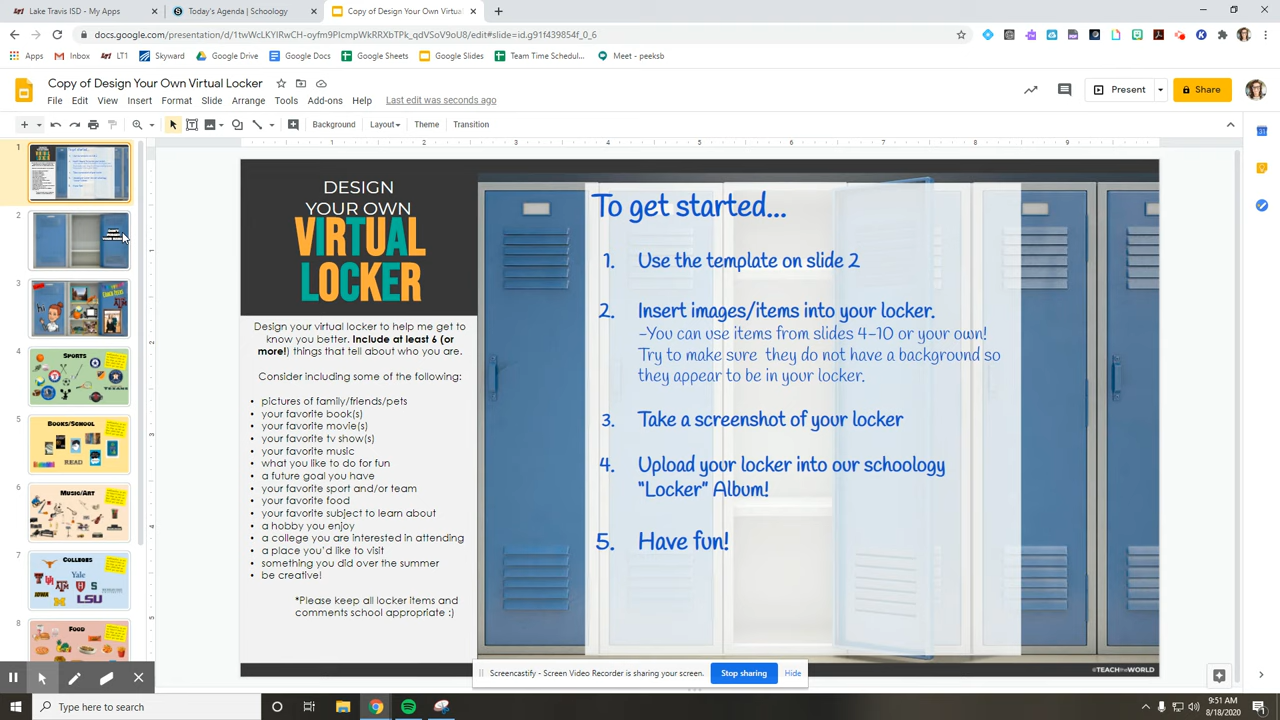 Lake Travis ISD - My Apps
Today's Agenda | Schoology
Copy of Design Your Own Virtual
docs.google.com/presentation/d/1twWcLKYIRwCH-oyfm9PIcmpWkRRXbTPk_qdVSoV9oU8/edit#slide=id.g91f439854f_0_6
Apps
Inbox
LT1
Skyward
Google Drive
Google Docs
Google Sheets
Google Slides
Team Time Schedul...
Meet - peeksb
Copy of Design Your Own Virtual Locker
File Edit View Insert Format Slide Arrange Tools Add-ons Help Last edit was seconds ago
Present
Share
Background Layout Theme Transition
1
2
3
4
SPORTS
5
BOOKS/SCHOOL
READ
6
MUSIC/ART
7
COLLEGES
Yale
IOWA
LSU
8
FOOD
DESIGN
YOUR OWN
VIRTUAL
LOCKER
Design your virtual locker to help me get to
know you better. Include at least 6 (or
more!) things that tell about who you are.
Consider including some of the following:
• pictures of family/friends/pets
• your favorite book(s)
• your favorite movie(s)
• your favorite tv show(s)
• your favorite music
• what you like to do for fun
• a future goal you have
• your favorite sport and/or team
• your favorite food
• your favorite subject to learn about
• a hobby you enjoy
• a college you are interested in attending
• a place you'd like to visit
• something you did over the summer
• be creative!
*Please keep all locker items and
comments school appropriate :)
To get started...
1. Use the template on slide 2
2. Insert images/items into your locker.
-You can use items from slides 4-10 or your own!
Try to make sure they do not have a background so
they appear to be in your locker.
3. Take a screenshot of your locker
4. Upload your locker into our schoology
"Locker" Album!
5. Have fun!
Screencastify - Screen Video Recorder is sharing your screen.
Stop sharing
Hide
Type here to search
9:51 AM
8/18/2020